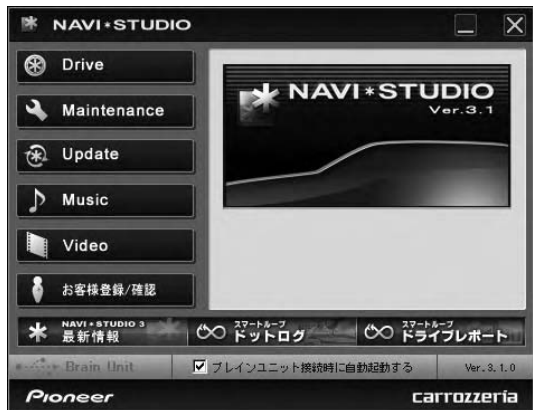 NAVI*STUDIO
Drive
Maintenance
Update
Music
Video
お客様登録/確認
NAVI*STUDIO
Ver.3.1
NAVI*STUDIO 3
最新情報
スマートループ
ドットログ
スマートループ
ドライブレポート
Brain Unit
ブレインユニット接続時に自動起動する
Ver.3.1.0
Pioneer
carrozzeria